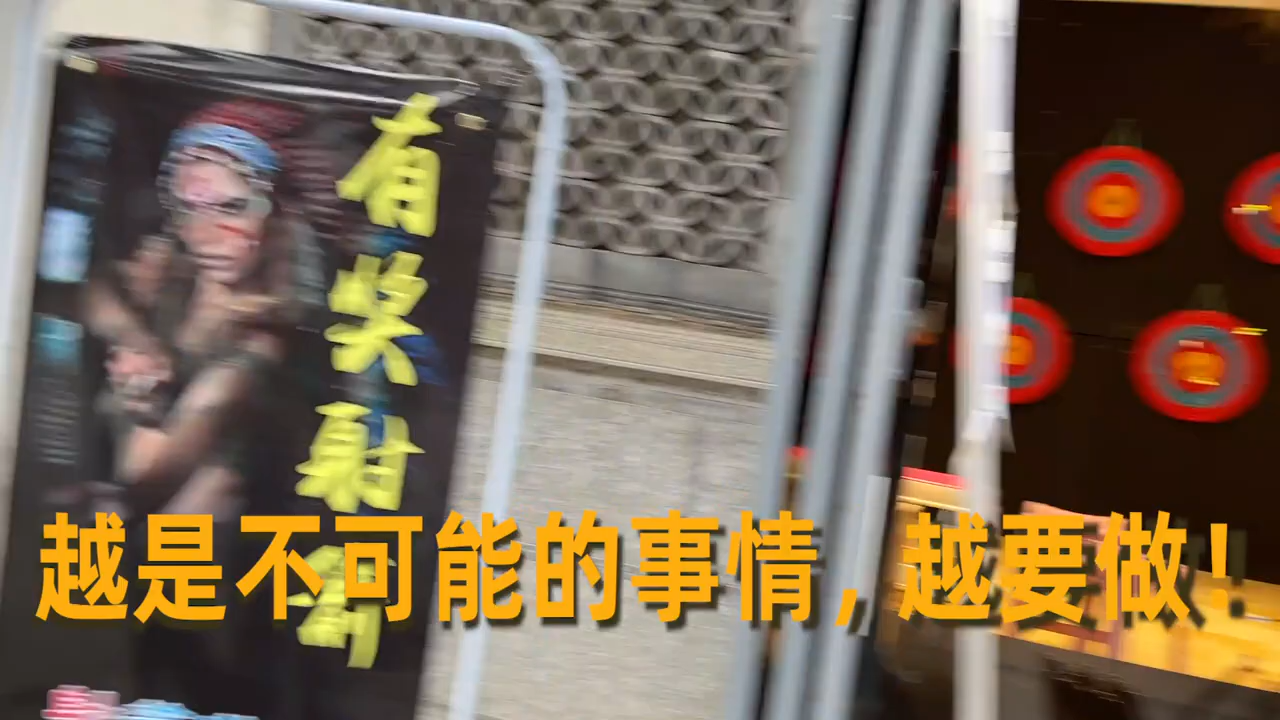 有奖射箭
越是不可能的事情，越要做！